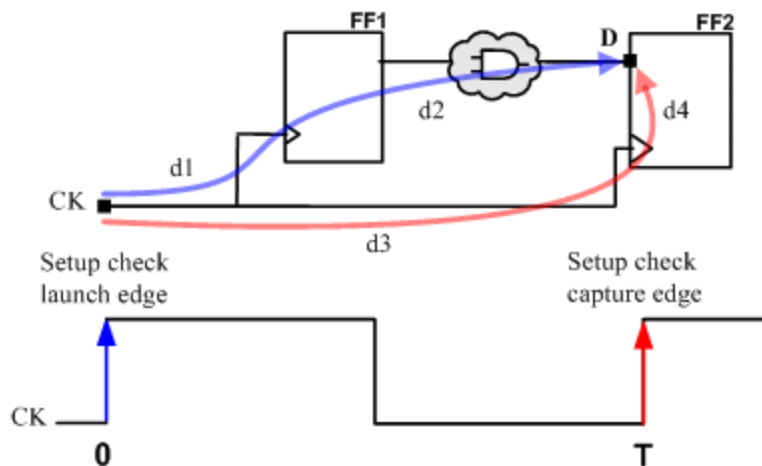 FF1
D
FF2
d2
d4
d1
CK
d3
Setup check
launch edge
Setup check
capture edge
CK
0
T